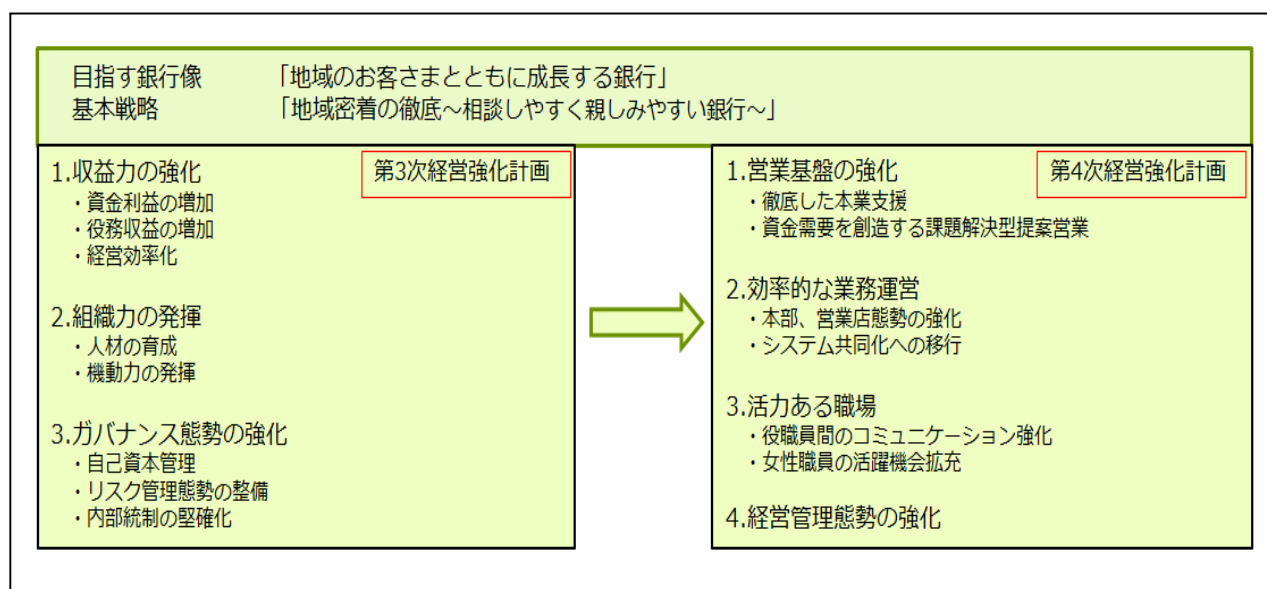 目指す銀行像 「地域のお客さまとともに成長する銀行」
基本戦略 「地域密着の徹底～相談しやすく親しみやすい銀行～」
第3次経営強化計画
1.収益力の強化
・資金利益の増加
・役務収益の増加
・経営効率化
2.組織力の発揮
・人材の育成
・機動力の発揮
3.ガバナンス態勢の強化
・自己資本管理
・リスク管理態勢の整備
・内部統制の堅確化
第4次経営強化計画
1.営業基盤の強化
・徹底した本業支援
・資金需要を創造する課題解決型提案営業
2.効率的な業務運営
・本部、営業店態勢の強化
・システム共同化への移行
3.活力ある職場
・役職員間のコミュニケーション強化
・女性職員の活躍機会拡充
4.経営管理態勢の強化